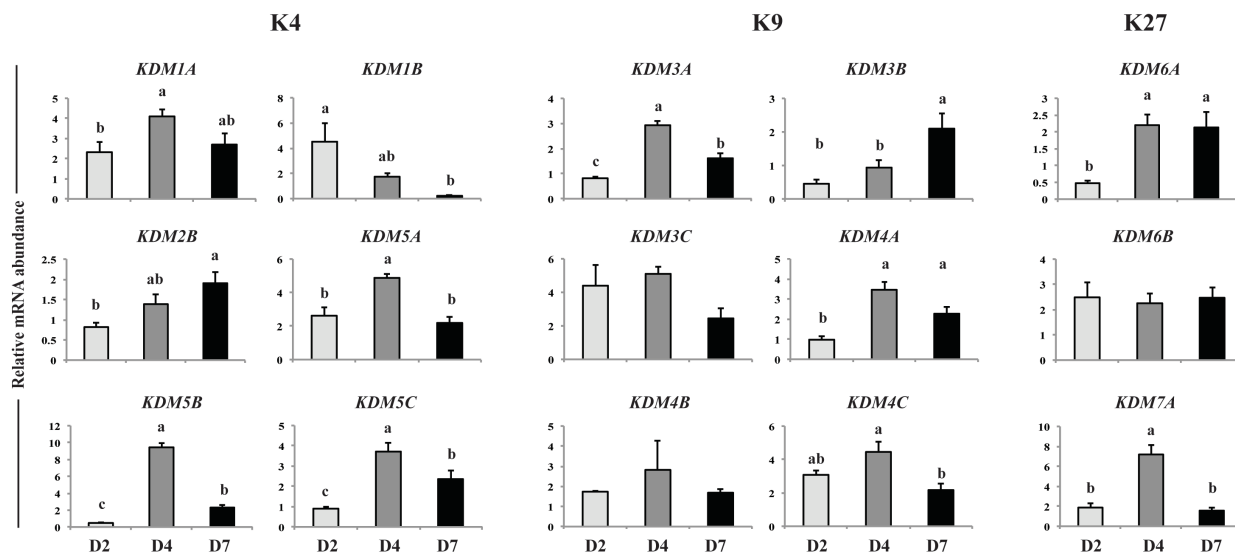 K4 K9 K27
Relative mRNA abundance
KDM1A KDM1B KDM3A KDM3B KDM6A
5 4 3 2 1 0 b a ab
8 6 4 2 0 a ab b
4 3 2 1 0 c a b
3 2 1 0 b b a
3 2.5 2 1.5 1 0.5 0 b a a
KDM2B KDM5A KDM3C KDM4A KDM6B
2.5 2 1.5 1 0.5 0 b ab a
6 4 2 0 b a b
6 4 2 0
5 4 3 2 1 0 b a a
4 3 2 1 0
KDM5B KDM5C KDM4B KDM4C KDM7A
12 10 8 6 4 2 0 c a b
5 4 3 2 1 0 c a b
5 4 3 2 1 0
6 4 2 0 ab a b
10 8 6 4 2 0 b a b
D2 D4 D7 D2 D4 D7 D2 D4 D7 D2 D4 D7 D2 D4 D7